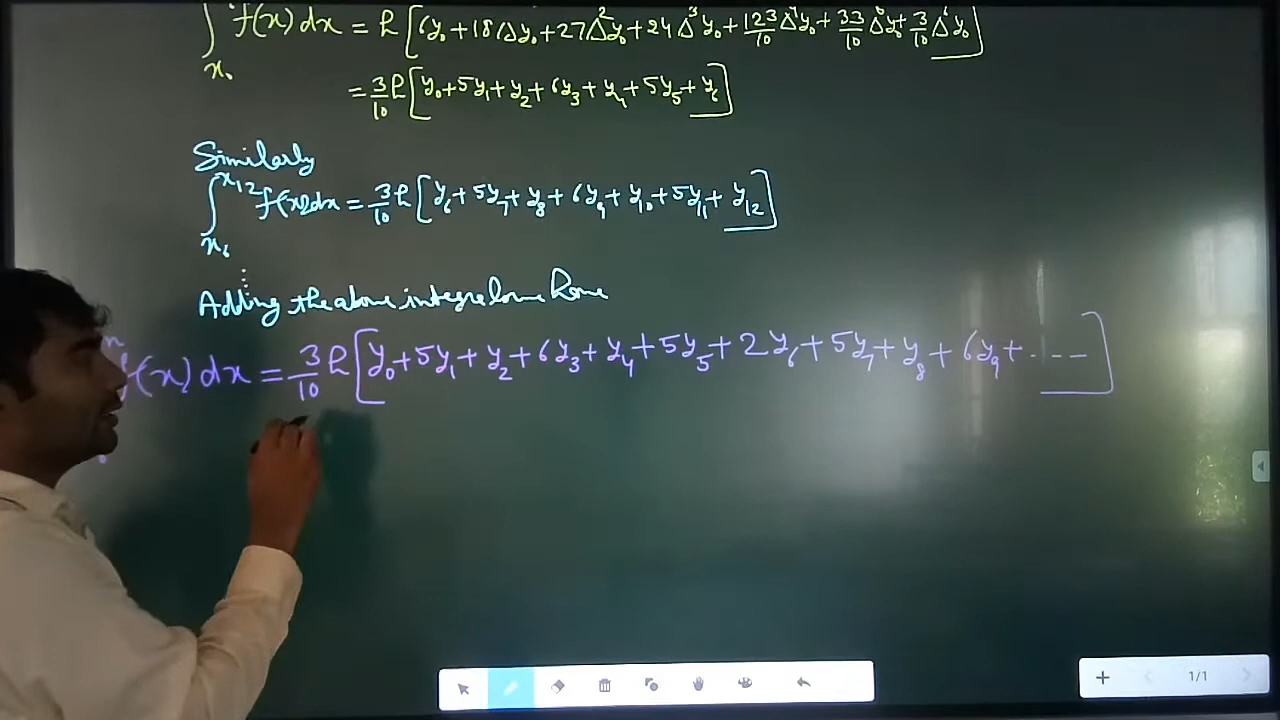 ∫ f(x)dx = h[6y₀+18Δy₀+27Δ²y₀+24Δ³y₀+123/10 Δ⁴y₀+33/10 Δ⁵y₀+3/10 Δ⁶y₀]
x₀
= 3/10 h[y₀+5y₁+y₂+6y₃+y₄+5y₅+y₆]
Similarly
∫ₓ₆^x₁₂ f(x)dx = 3/10 h[y₆+5y₇+y₈+6y₉+y₁₀+5y₁₁+y₁₂]
⋮
Adding the above integrals we have
f(x)dx = 3/10 h[y₀+5y₁+y₂+6y₃+y₄+5y₅+2y₆+5y₇+y₈+6y₉+----]
1/1